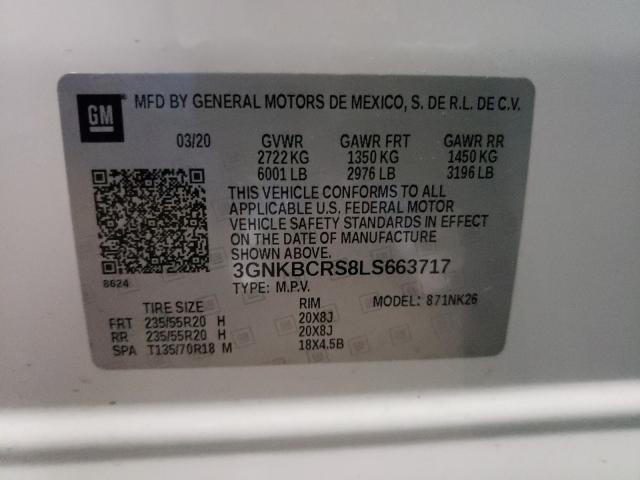 GM
MFD BY GENERAL MOTORS DE MEXICO, S. DE R.L. DE C.V.
03/20 GVWR GAWR FRT GAWR RR
2722 KG 1350 KG 1450 KG
6001 LB 2976 LB 3196 LB
THIS VEHICLE CONFORMS TO ALL
APPLICABLE U.S. FEDERAL MOTOR
VEHICLE SAFETY STANDARDS IN EFFECT
ON THE DATE OF MANUFACTURE
SHOWN ABOVE.
3GNKBCRS8LS663717
8624
TYPE: M.P.V. MODEL: 871NK26
TIRE SIZE RIM
FRT 235/55R20 H 20X8J
RR 235/55R20 H 20X8J
SPA T135/70R18 M 18X4.5B